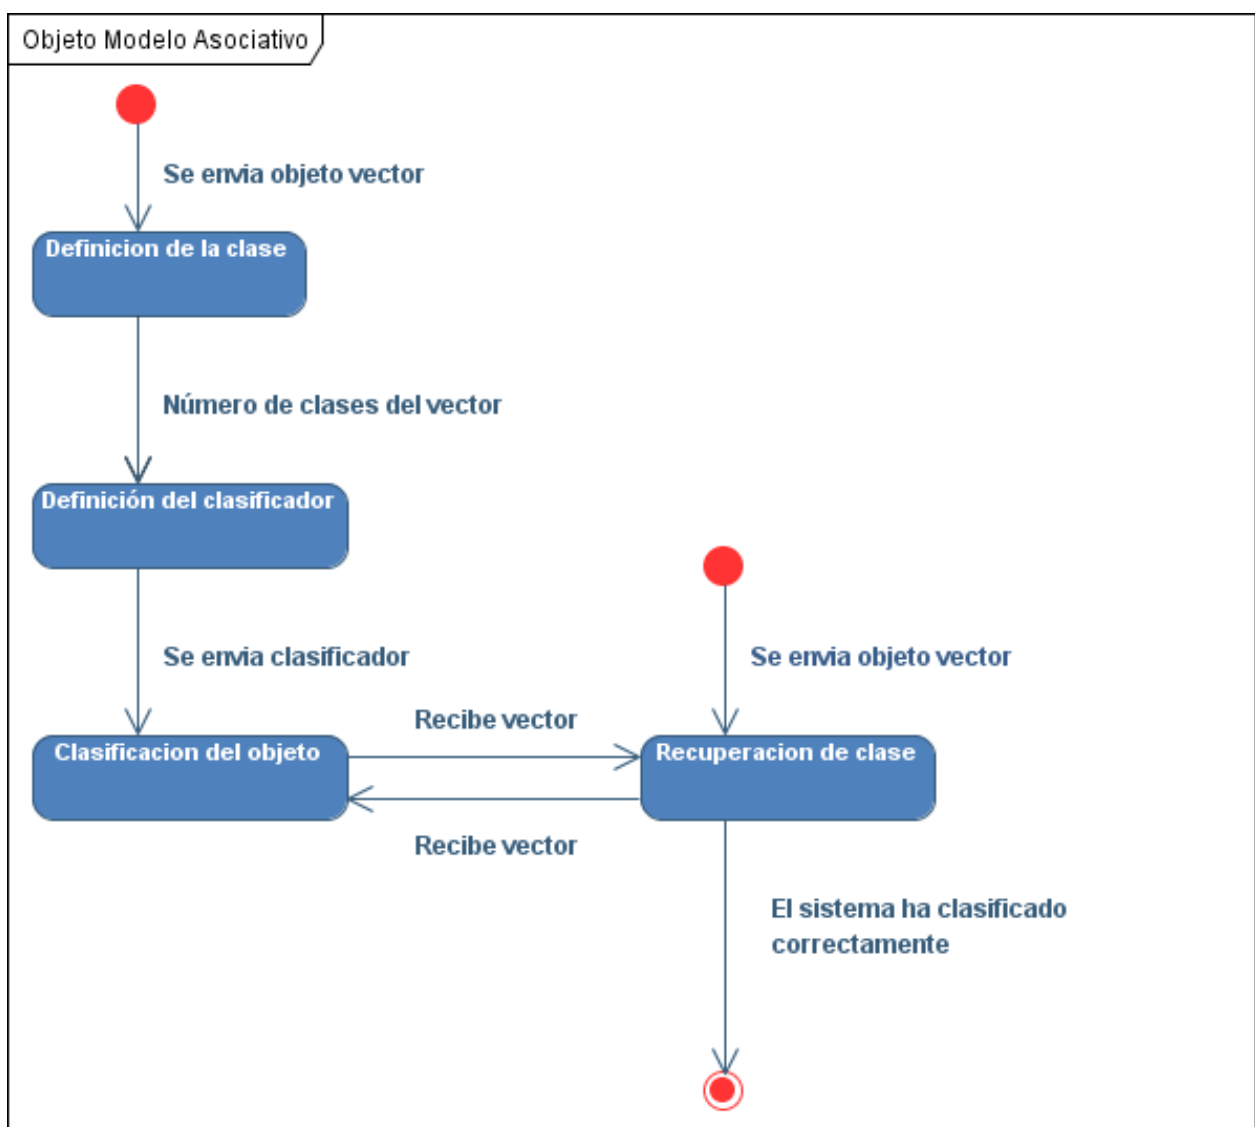 Objeto Modelo Asociativo
Se envia objeto vector
Definicion de la clase
Número de clases del vector
Definición del clasificador
Se envia clasificador
Se envia objeto vector
Recibe vector
Clasificacion del objeto
Recuperacion de clase
Recibe vector
El sistema ha clasificado
correctamente